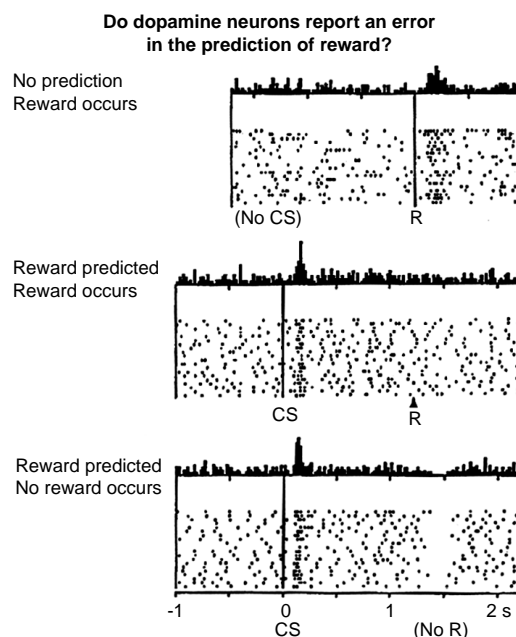 Do dopamine neurons report an error
in the prediction of reward?
No prediction
Reward occurs
(No CS)
R
Reward predicted
Reward occurs
CS
R
Reward predicted
No reward occurs
-1
0
1
2 s
CS
(No R)